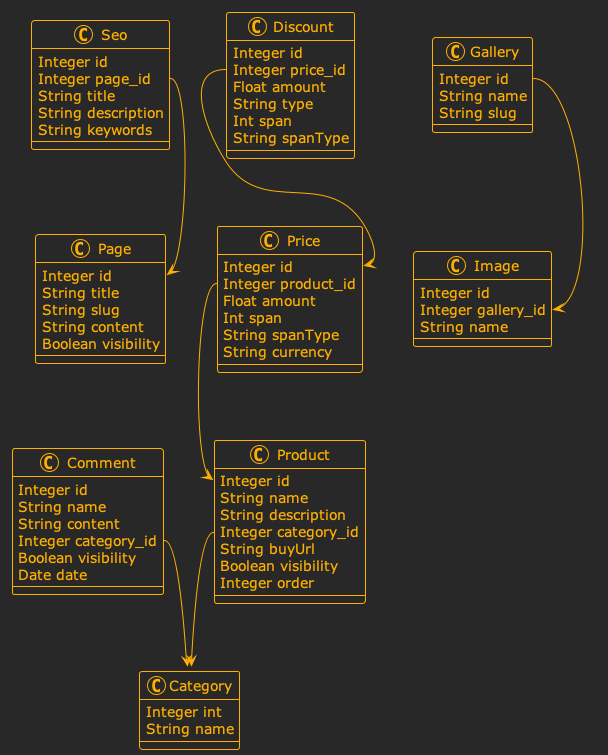 C Seo
Integer id
Integer page_id
String title
String description
String keywords
C Discount
Integer id
Integer price_id
Float amount
String type
Int span
String spanType
C Gallery
Integer id
String name
String slug
C Page
Integer id
String title
String slug
String content
Boolean visibility
C Price
Integer id
Integer product_id
Float amount
Int span
String spanType
String currency
C Image
Integer id
Integer gallery_id
String name
C Comment
Integer id
String name
String content
Integer category_id
Boolean visibility
Date date
C Product
Integer id
String name
String description
Integer category_id
String buyUrl
Boolean visibility
Integer order
C Category
Integer int
String name